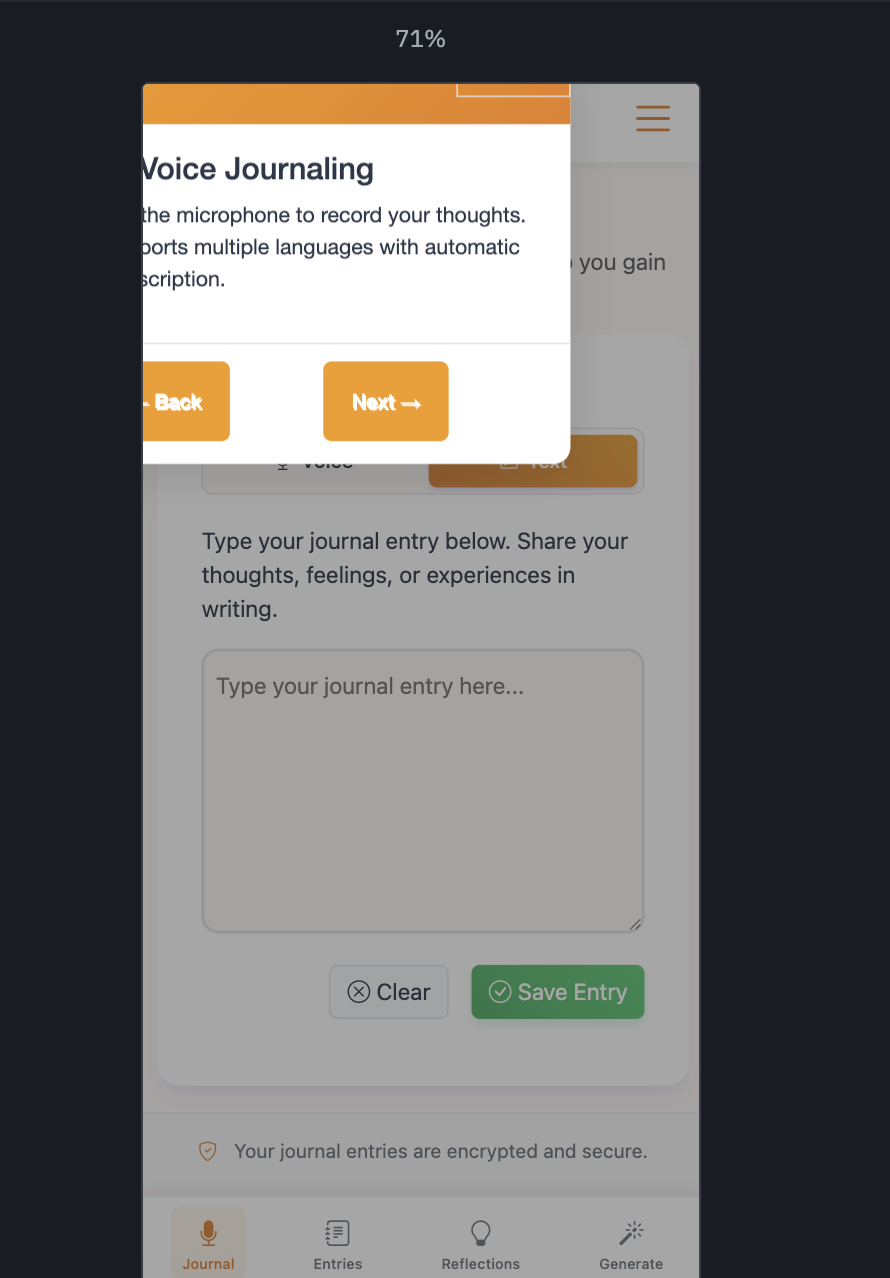 71%
Voice Journaling
the microphone to record your thoughts.
ports multiple languages with automatic
scription.
you gain
Back
Next →
Voice
Text
Type your journal entry below. Share your
thoughts, feelings, or experiences in
writing.
Type your journal entry here...
Clear
Save Entry
Your journal entries are encrypted and secure.
Journal
Entries
Reflections
Generate